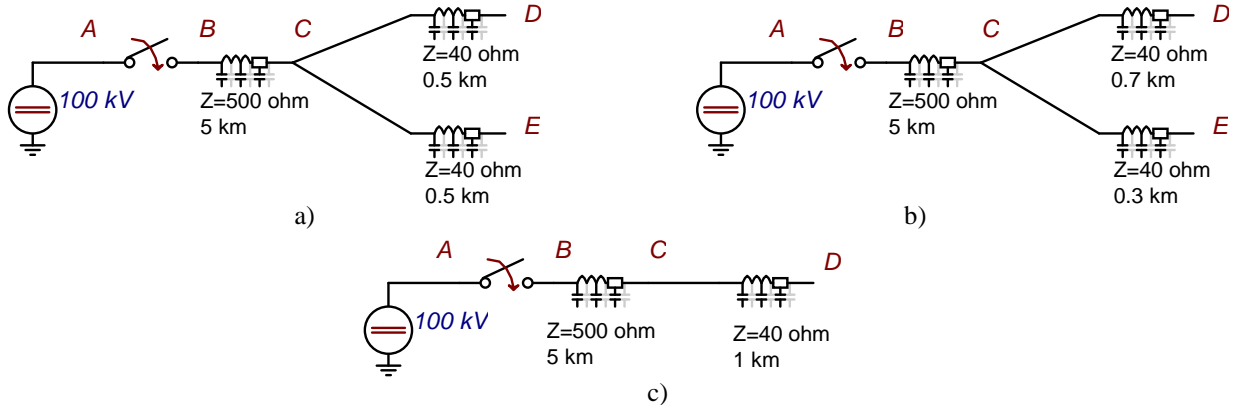 A B C D
100 kV
Z=500 ohm
5 km
Z=40 ohm
0.5 km
E
Z=40 ohm
0.5 km
a)
A B C D
100 kV
Z=500 ohm
5 km
Z=40 ohm
0.7 km
E
Z=40 ohm
0.3 km
b)
A B C D
100 kV
Z=500 ohm
5 km
Z=40 ohm
1 km
c)